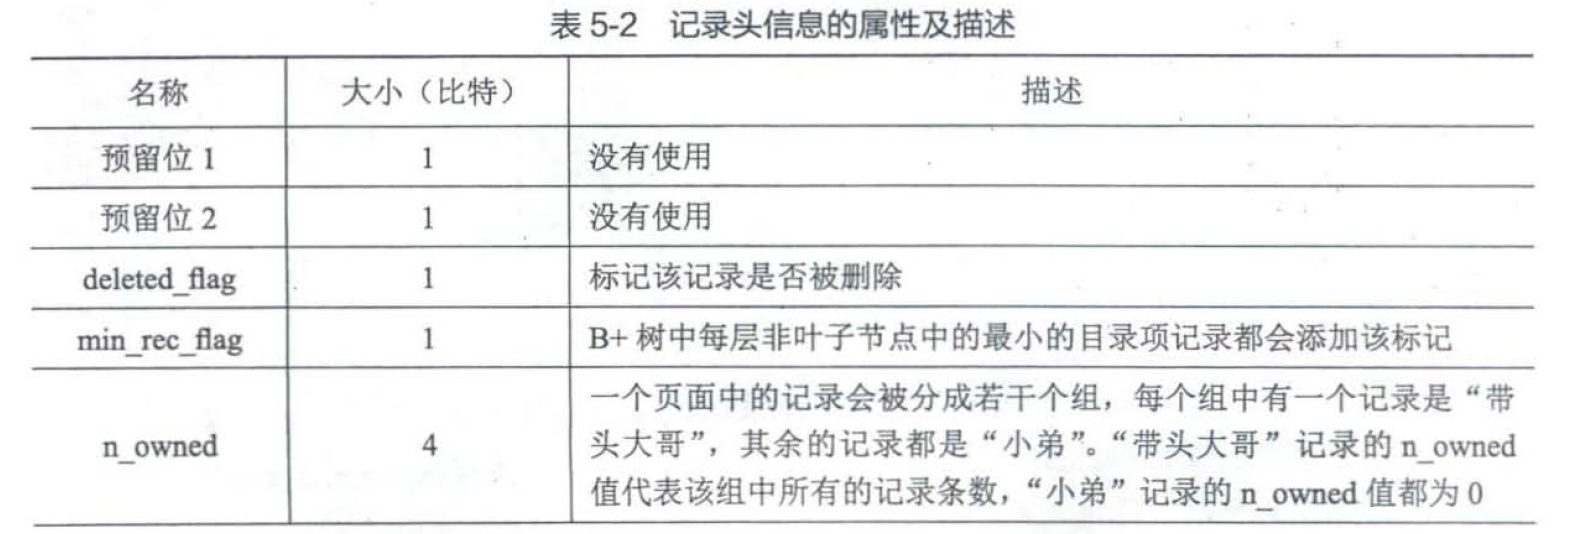 表 5-2 记录头信息的属性及描述
名称 大小（比特） 描述
预留位 1 1 没有使用
预留位 2 1 没有使用
deleted_flag 1 标记该记录是否被删除
min_rec_flag 1 B+ 树中每层非叶子节点中的最小的目录项记录都会添加该标记
一个页面中的记录会被分成若干个组，每个组中有一个记录是“带
n_owned 4 头大哥”，其余的记录都是“小弟”。“带头大哥”记录的 n_owned
值代表该组中所有的记录条数，“小弟”记录的 n_owned 值都为 0